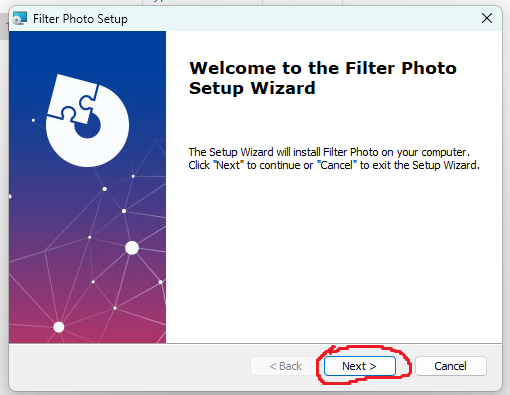 Filter Photo Setup
Welcome to the Filter Photo
Setup Wizard
The Setup Wizard will install Filter Photo on your computer.
Click "Next" to continue or "Cancel" to exit the Setup Wizard.
< Back
Next >
Cancel